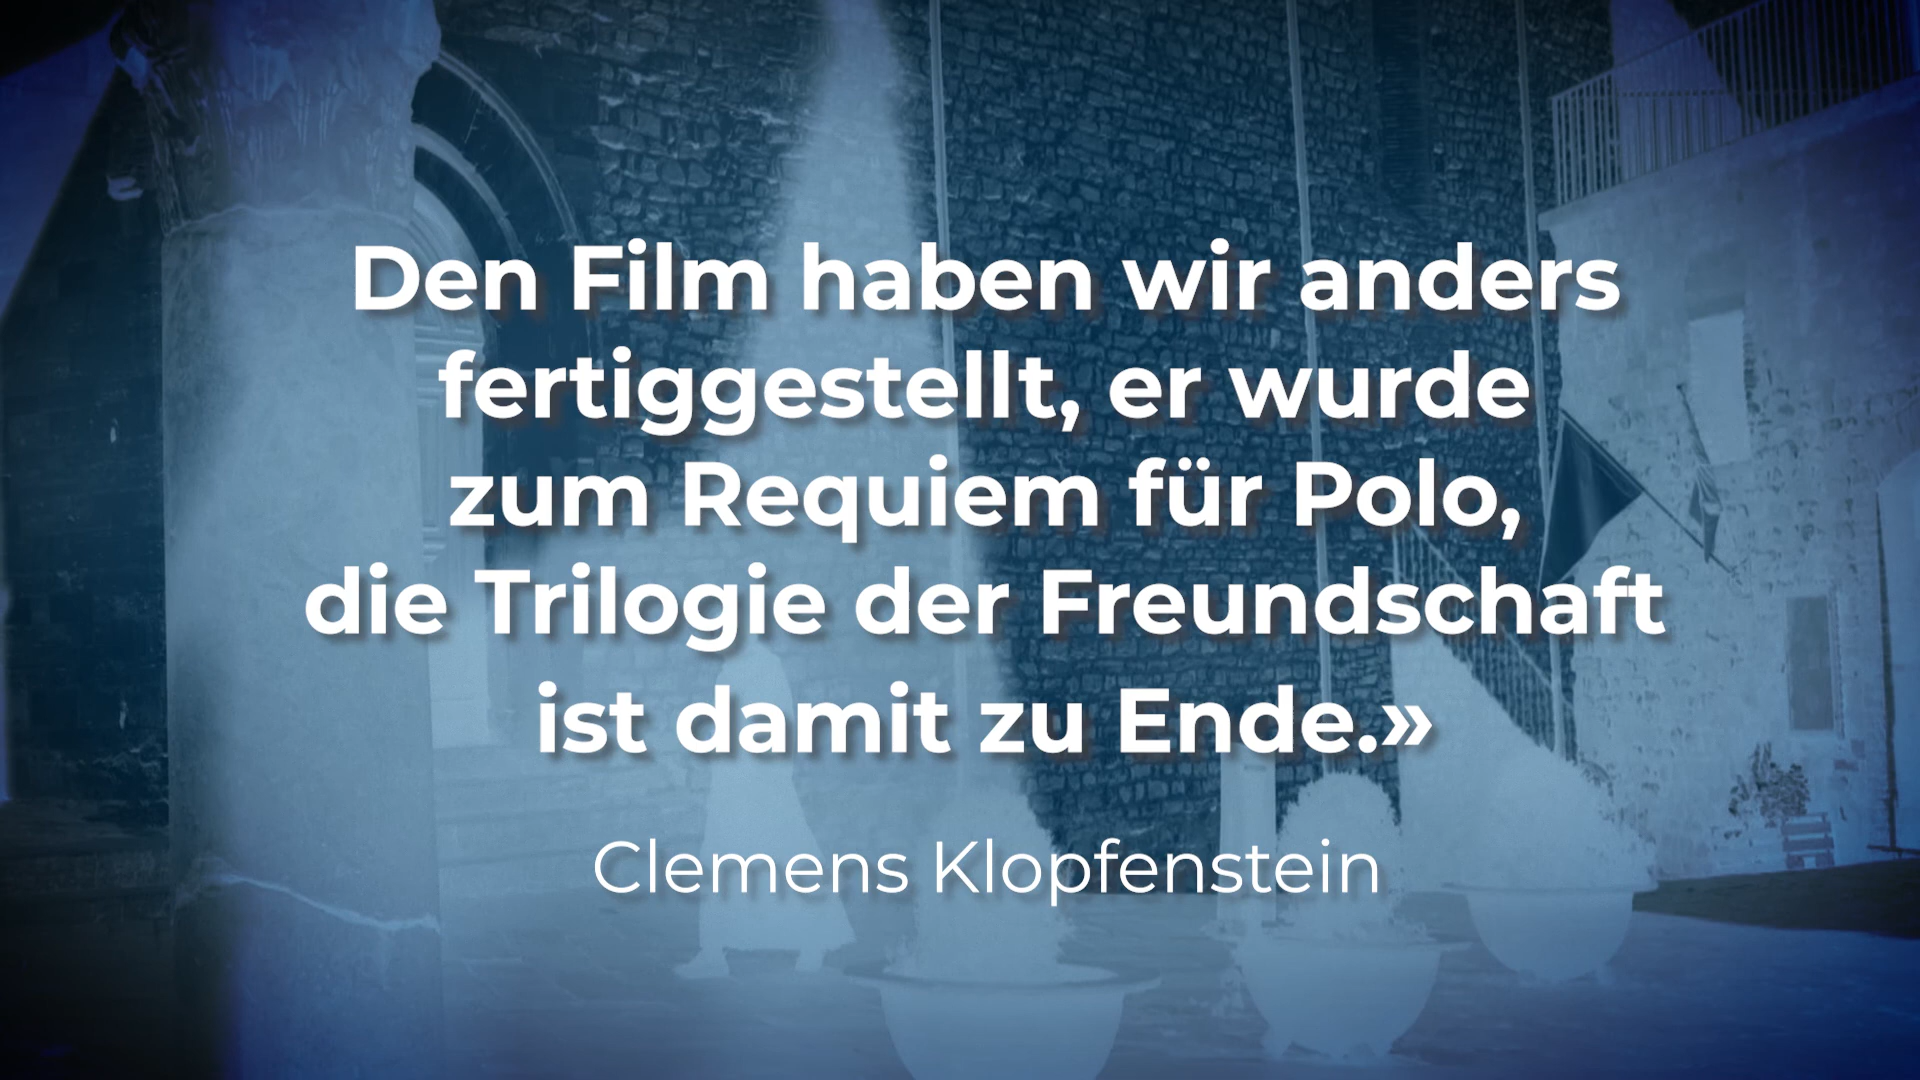 Den Film haben wir anders
fertiggestellt, er wurde
zum Requiem für Polo,
die Trilogie der Freundschaft
ist damit zu Ende.»
Clemens Klopfenstein